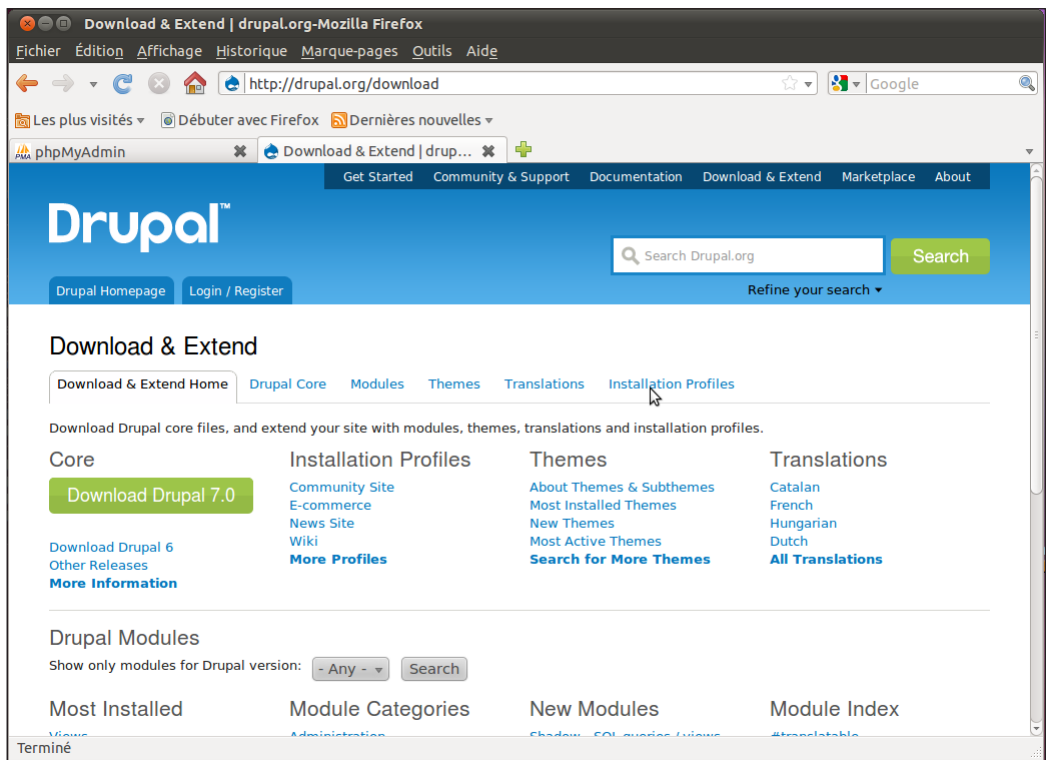 Download & Extend | drupal.org-Mozilla Firefox
Fichier Édition Affichage Historique Marque-pages Outils Aide
http://drupal.org/download Google
Les plus visités Débuter avec Firefox Dernières nouvelles
phpMyAdmin Download & Extend | drup...
Get Started Community & Support Documentation Download & Extend Marketplace About
Drupal™
Search Drupal.org Search
Drupal Homepage Login / Register Refine your search
Download & Extend
Download & Extend Home Drupal Core Modules Themes Translations Installation Profiles
Download Drupal core files, and extend your site with modules, themes, translations and installation profiles.
Core
Download Drupal 7.0
Download Drupal 6
Other Releases
More Information
Installation Profiles
Community Site
E-commerce
News Site
Wiki
More Profiles
Themes
About Themes & Subthemes
Most Installed Themes
New Themes
Most Active Themes
Search for More Themes
Translations
Catalan
French
Hungarian
Dutch
All Translations
Drupal Modules
Show only modules for Drupal version: - Any - Search
Most Installed Module Categories New Modules Module Index
Views Administration Shadow - SQL queries / views #translatable
Terminé